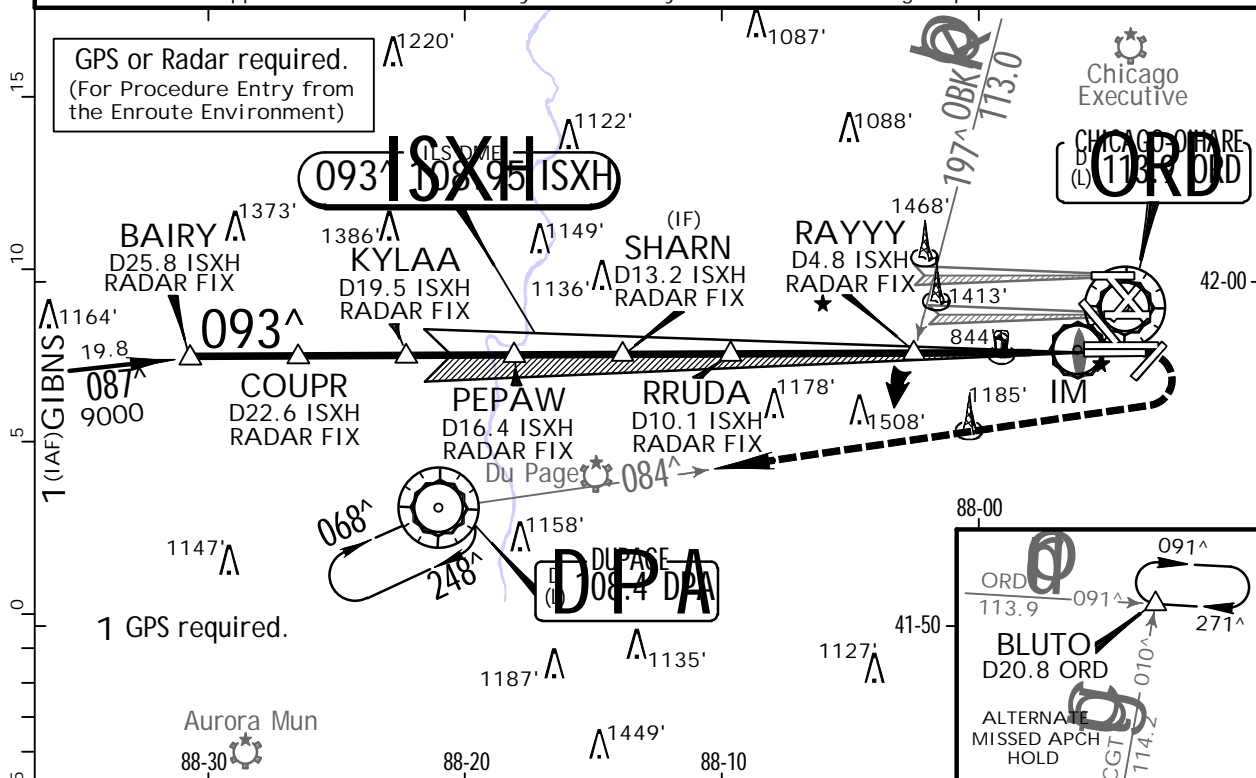 GPS or Radar required.
(For Procedure Entry from
the Enroute Environment)
1220'
1087'
Chicago
Executive
197^ OBK
113.0
15
1122'
1088'
ILS DME
093^ 108.95 ISXH
ISXH
CHICAGO-O'HARE
D
(L) 113.9 ORD
ORD
1373'
1386'
1149'
1136'
1468'
1413'
BAIRY
D25.8 ISXH
RADAR FIX
KYLAA
D19.5 ISXH
RADAR FIX
(IF)
SHARN
D13.2 ISXH
RADAR FIX
RAYYY
D4.8 ISXH
RADAR FIX
10
42-00
1164'
093^
844'
1(IAF)GIBNS
19.8
087^
9000
COUPR
D22.6 ISXH
RADAR FIX
PEPAW
D16.4 ISXH
RADAR FIX
RRUDA
D10.1 ISXH
RADAR FIX
IM
1178'
1508'
1185'
5
Du Page
084^
068^
248^
88-00
1158'
1147'
DUPAGE
D
(L) 108.4 DPA
DPA
0
1 GPS required.
41-50
1187'
1135'
1127'
Aurora Mun
1449'
88-30
88-20
88-10
5
ORD
113.9
091^
091^
271^
BLUTO
D20.8 ORD
010^
CGT
114.2
ALTERNATE
MISSED APCH
HOLD